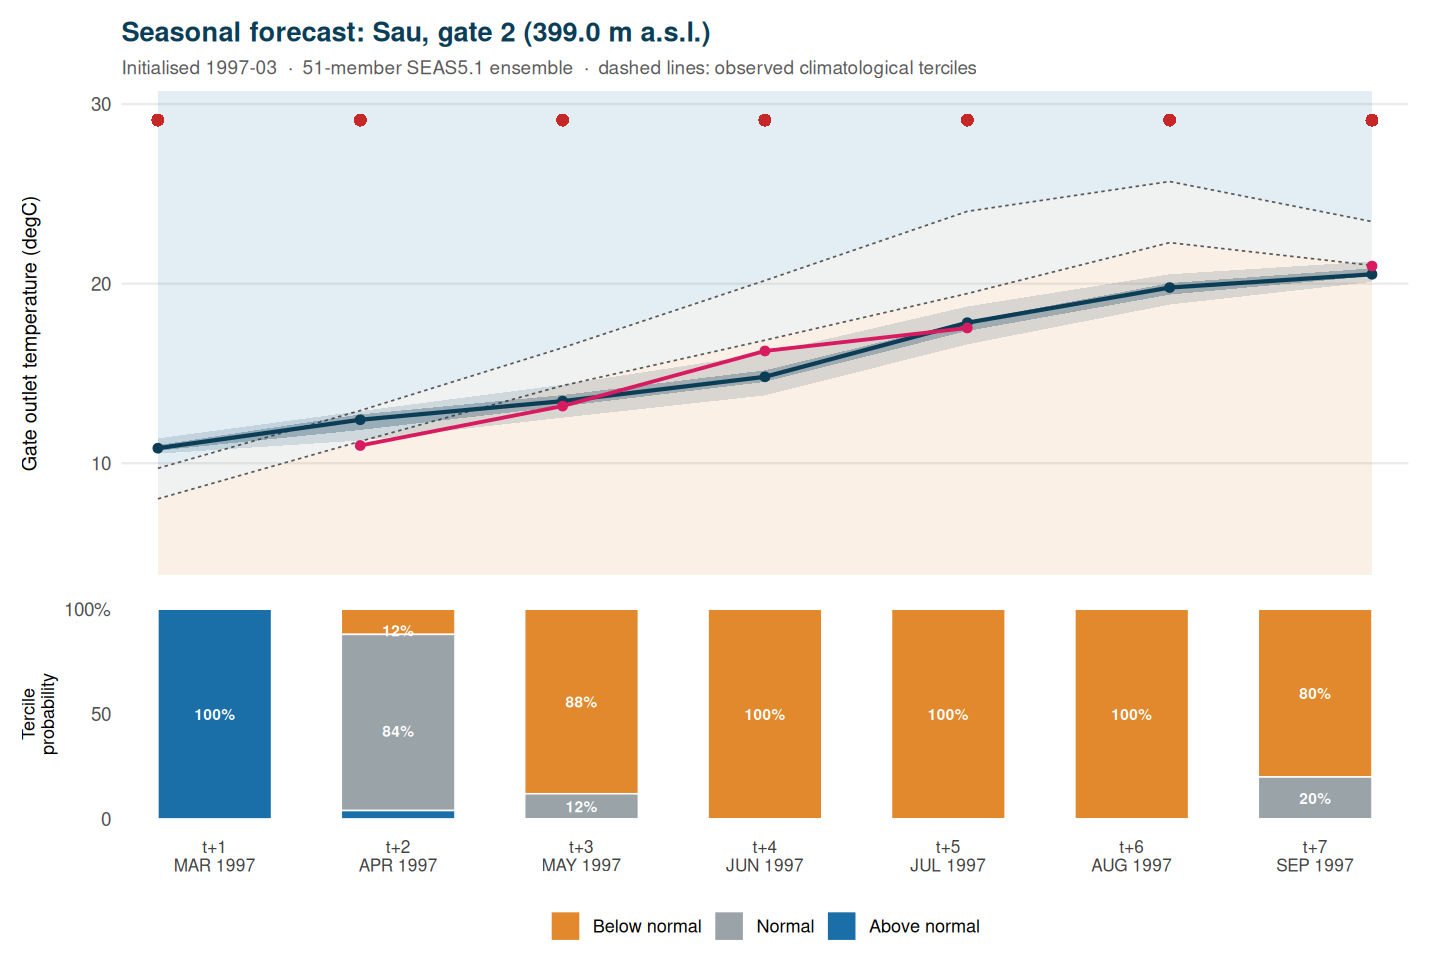 Seasonal forecast: Sau, gate 2 (399.0 m a.s.l.)
Initialised 1997-03 · 51-member SEAS5.1 ensemble · dashed lines: observed climatological terciles
Gate outlet temperature (degC)
30
20
10
Tercile
probability
100%
50
0
100%
12%
84%
88%
12%
100%
100%
100%
80%
20%
t+1
MAR 1997
t+2
APR 1997
t+3
MAY 1997
t+4
JUN 1997
t+5
JUL 1997
t+6
AUG 1997
t+7
SEP 1997
Below normal
Normal
Above normal